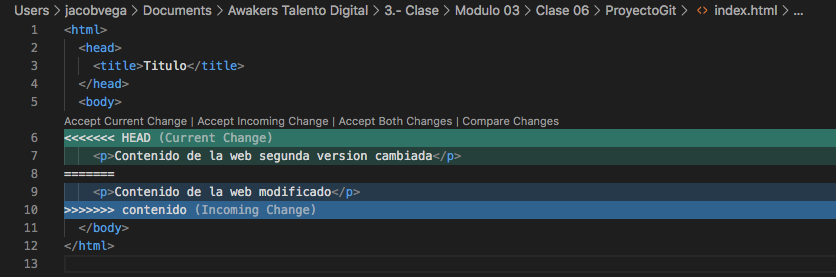 Users > jacobvega > Documents > Awakers Talento Digital > 3.- Clase > Modulo 03 > Clase 06 > ProyectoGit > <> index.html > ...
1 <html>
2 <head>
3 <title>Titulo</title>
4 </head>
5 <body>
Accept Current Change | Accept Incoming Change | Accept Both Changes | Compare Changes
6 <<<<<<< HEAD (Current Change)
7 <p>Contenido de la web segunda version cambiada</p>
8 =======
9 <p>Contenido de la web modificado</p>
10 >>>>>>> contenido (Incoming Change)
11 </body>
12 </html>
13